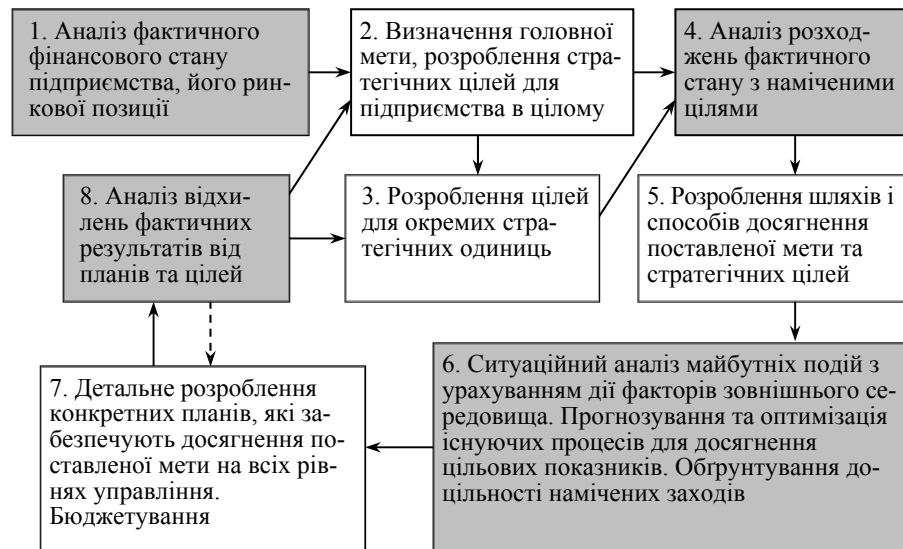 1. Аналіз фактичного
фінансового стану
підприємства, його рин-
кової позиції
2. Визначення головної
мети, розроблення стра-
тегічних цілей для
підприємства в цілому
4. Аналіз розход-
жень фактичного
стану з наміченими
цілями
8. Аналіз відхи-
лень фактичних
результатів від
планів та цілей
3. Розроблення цілей
для окремих стра-
тегічних одиниць
5. Розроблення шляхів і
способів досягнення
поставленої мети та
стратегічних цілей
7. Детальне розроблення
конкретних планів, які за-
безпечують досягнення по-
ставленої мети на всіх рів-
нях управління.
Бюджетування
6. Ситуаційний аналіз майбутніх подій з
урахуванням дії факторів зовнішнього се-
редовища. Прогнозування та оптимізація
існуючих процесів для досягнення
цільових показників. Обґрунтування до-
цільності намічених заходів